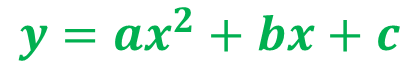 y = ax² + bx + c